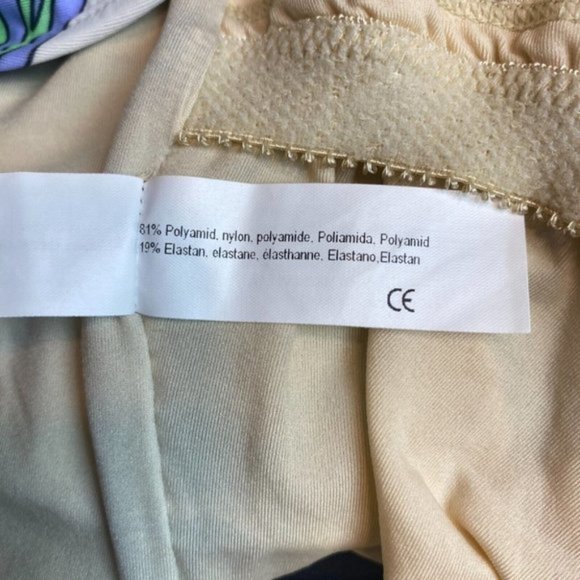 81% Polyamid, nylon, polyamide, Poliamida, Polyamid
19% Elastan, elastane, élasthanne, Elastano,Elastan
CE